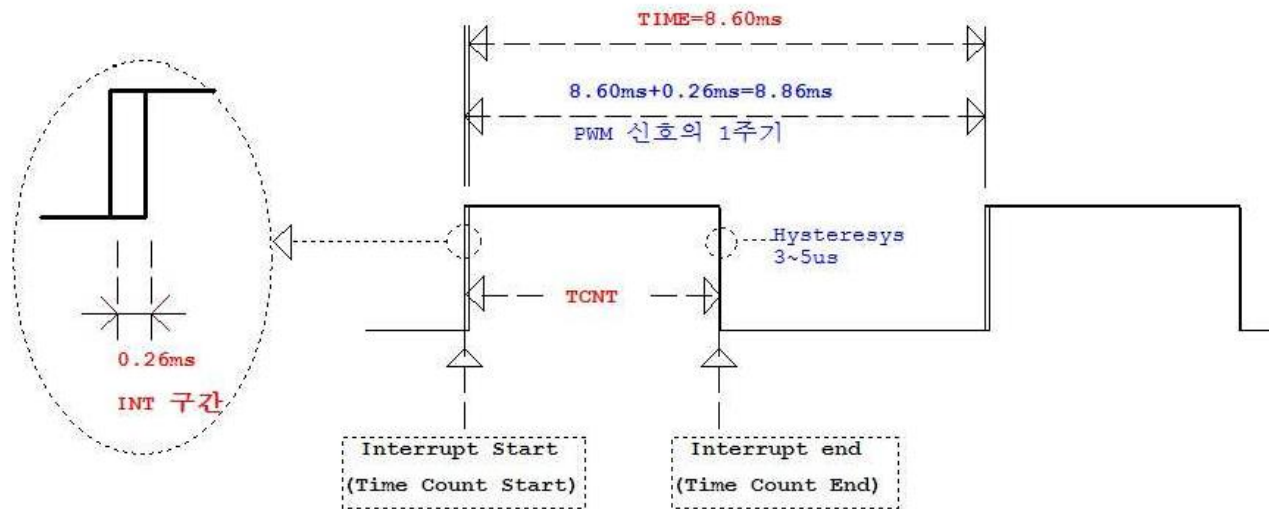 TIME=8.60ms
8.60ms+0.26ms=8.86ms
PWM 신호의 1주기
Hysteresys
3~5us
TCNT
0.26ms
INT 구간
Interrupt Start
(Time Count Start)
Interrupt end
(Time Count End)